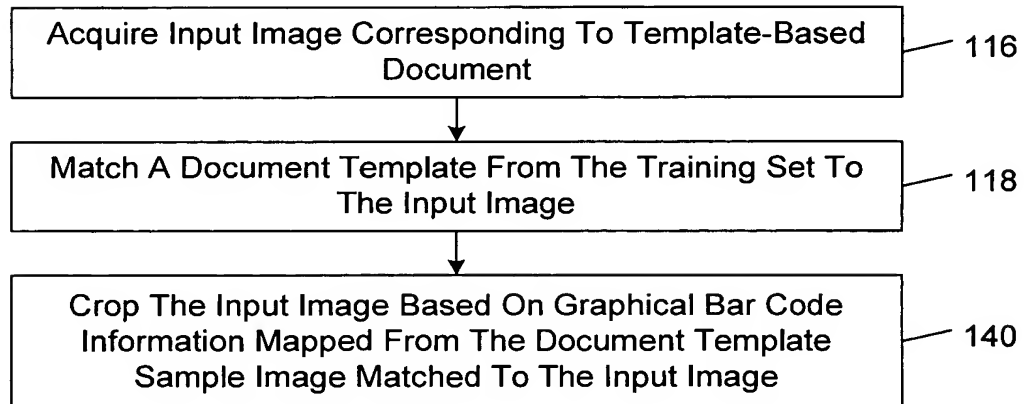 Acquire Input Image Corresponding To Template-Based
Document
116
Match A Document Template From The Training Set To
The Input Image
118
Crop The Input Image Based On Graphical Bar Code
Information Mapped From The Document Template
Sample Image Matched To The Input Image
140